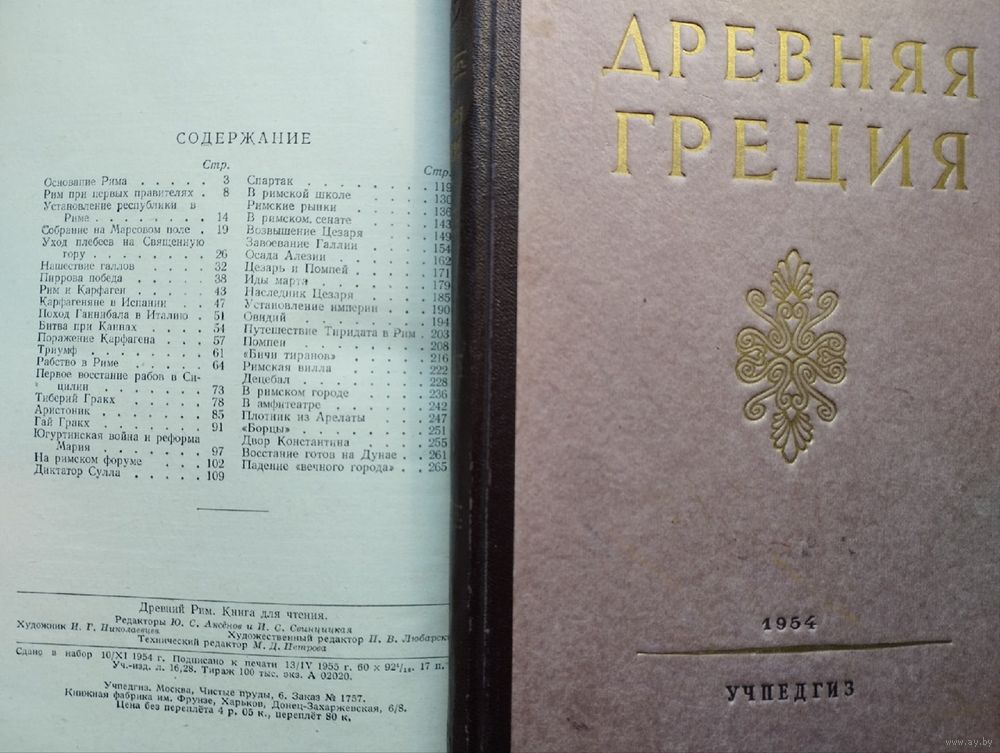 СОДЕРЖАНИЕ
Стр.
Основание Рима . . . . . 3
Рим при первых правителях . 8
Установление республики в
Риме . . . . . . . . 14
Собрание на Марсовом поле . 19
Уход плебеев на Священную
гору . . . . . . . . 26
Нашествие галлов . . . . 32
Пиррова победа . . . . . 38
Рим и Карфаген . . . . . 43
Карфагеняне в Испании . . 47
Поход Ганнибала в Италию . 51
Битва при Каннах . . . . 54
Поражение Карфагена . . . 57
Триумф . . . . . . . 61
Рабство в Риме . . . . . 64
Первое восстание рабов в Си-
цилии . . . . . . . 73
Тиберий Гракх . . . . . 78
Аристоник . . . . . . 85
Гай Гракх . . . . . . 91
Югуртинская война и реформа
Мария . . . . . . . 97
На римском форуме . . . 102
Диктатор Сулла . . . . . 109
Стр.
Спартак . . . . . . . 119
В римской школе . . . . 130
Римские рынки . . . . . 136
В римском сенате . . . . 143
Возвышение Цезаря . . . 149
Завоевание Галлии . . . . 154
Осада Алезии . . . . . 162
Цезарь и Помпей . . . . 171
Иды марта . . . . . . 179
Наследник Цезаря . . . . 185
Установление империи . . . 190
Овидий . . . . . . . 194
Путешествие Тиридата в Рим . 203
Помпеи . . . . . . . 208
«Бичи тиранов» . . . . . 216
Римская вилла . . . . . 222
Децебал . . . . . . . 228
В римском городе . . . . 236
В амфитеатре . . . . . 242
Плотник из Арелаты . . . 247
«Борцы» . . . . . . . 251
Двор Константина . . . . 255
Восстание готов на Дунае . . 261
Падение «вечного города» . . 265
Древний Рим. Книга для чтения.
Редакторы Ю. С. Аксёнов и И. С. Свинцицкая
Художник И. Г. Николаевцев Художественный редактор П. В. Любарск
Технический редактор М. Д. Петрова
Сдано в набор 10/XI 1954 г. Подписано к печати 13/IV 1955 г. 60 × 92¹/₁₆. 17 п.
Уч.-изд. л. 16,28. Тираж 100 тыс. экз. А 02020.
Учпедгиз. Москва, Чистые пруды, 6. Заказ № 1757.
Книжная фабрика им. Фрунзе, Харьков, Донец-Захаржевская, 6/8.
Цена без переплёта 4 р. 05 к., переплёт 80 к.
ДРЕВНЯЯ
ГРЕЦИЯ
1954
УЧПЕДГИЗ
www.ay.by